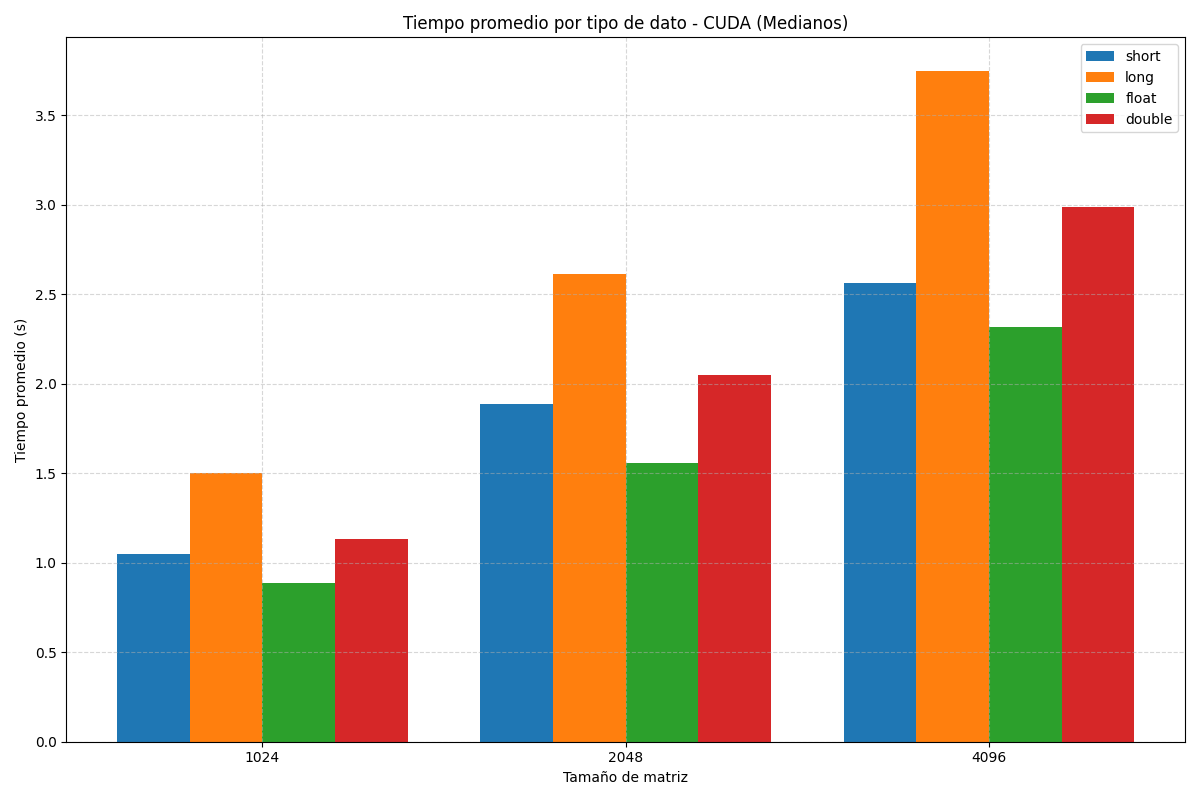 Tiempo promedio por tipo de dato - CUDA (Medianos)
short
long
float
double
Tiempo promedio (s)
3.5
3.0
2.5
2.0
1.5
1.0
0.5
0.0
1024
2048
4096
Tamaño de matriz